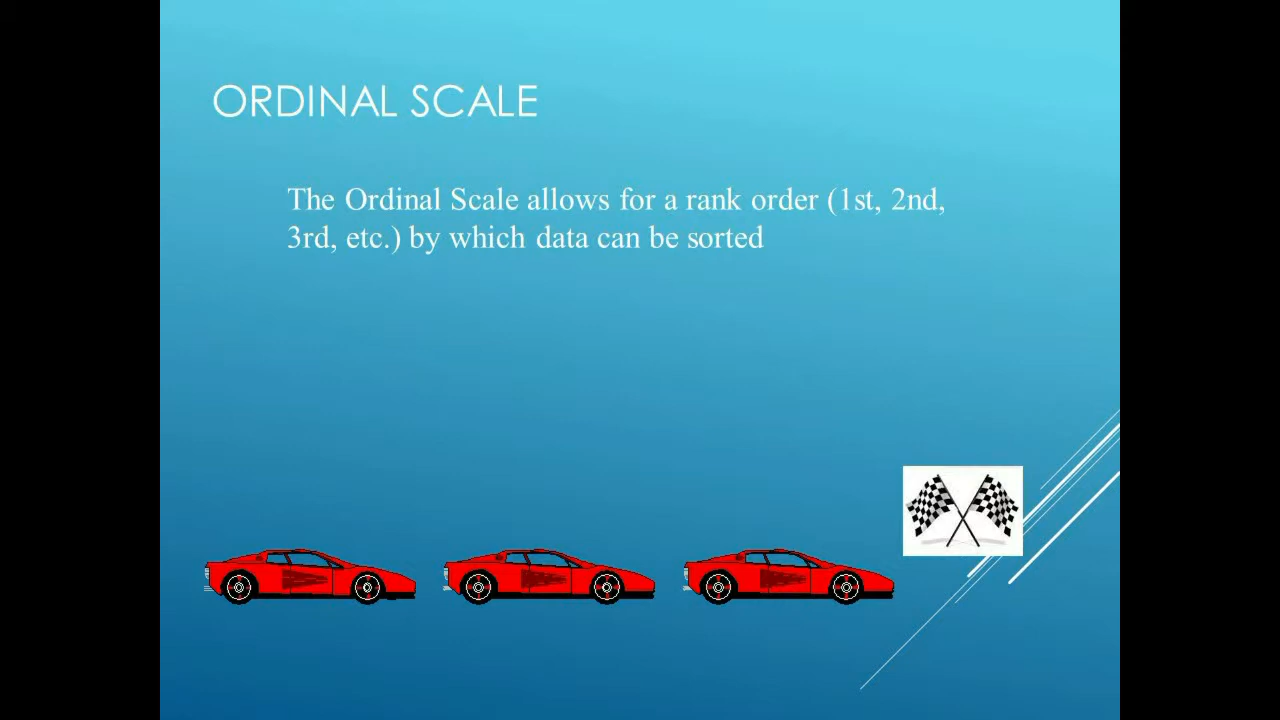 ORDINAL SCALE
The Ordinal Scale allows for a rank order (1st, 2nd,
3rd, etc.) by which data can be sorted